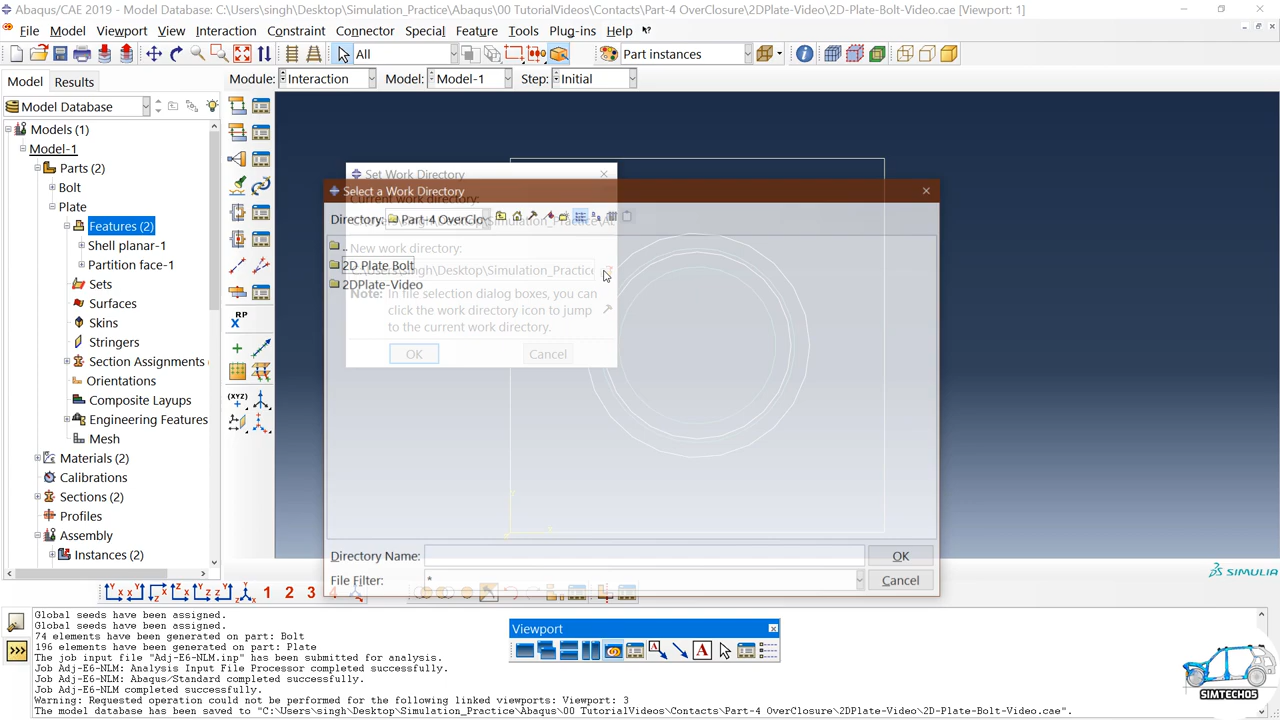 Abaqus/CAE 2019 - Model Database: C:\Users\singh\Desktop\Simulation_Practice\Abaqus\00 TutorialVideos\Contacts\Part-4 OverClosure\2DPlate-Video\2D-Plate-Bolt-Video.cae [Viewport: 1]
File Model Viewport View Interaction Constraint Connector Special Feature Tools Plug-ins Help
All Part instances
Model Results Module: Interaction Model: Model-1 Step: Initial
Model Database
Models (1)
Model-1
Parts (2)
Bolt
Plate
Features (2)
Shell planar-1
Partition face-1
Sets
Surfaces
Skins
Stringers
Section Assignments
Orientations
Composite Layups
Engineering Features
Mesh
Materials (2)
Calibrations
Sections (2)
Profiles
Assembly
Instances (2)
RP
(XYZ)
Set Work Directory
Select a Work Directory
Current work directory:
Directory: Part-4 OverClo
New work directory:
..
2D Plate Bolt
C:\Users\singh\Desktop\Simulation_Practice
2DPlate-Video
Note: In file selection dialog boxes, you can
click the work directory icon to jump
to the current work directory.
OK Cancel
Directory Name: OK
File Filter: * Cancel
1 2 3 4
SIMULIA
Viewport
A
Global seeds have been assigned.
Global seeds have been assigned.
74 elements have been generated on part: Bolt
196 elements have been generated on part: Plate
The job input file "Adj-E6-NLM.inp" has been submitted for analysis.
Job Adj-E6-NLM: Analysis Input File Processor completed successfully.
Job Adj-E6-NLM: Abaqus/Standard completed successfully.
Job Adj-E6-NLM completed successfully.
Warning: Requested operation could not be performed for the following linked viewports: Viewport: 3
The model database has been saved to "C:\Users\singh\Desktop\Simulation_Practice\Abaqus\00 TutorialVideos\Contacts\Part-4 OverClosure\2DPlate-Video\2D-Plate-Bolt-Video.cae".
>>>
SIMTECH05